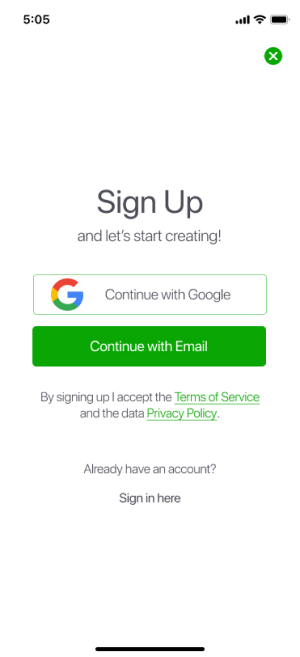 5:05
Sign Up
and let's start creating!
Continue with Google
Continue with Email
By signing up I accept the Terms of Service
and the data Privacy Policy.
Already have an account?
Sign in here